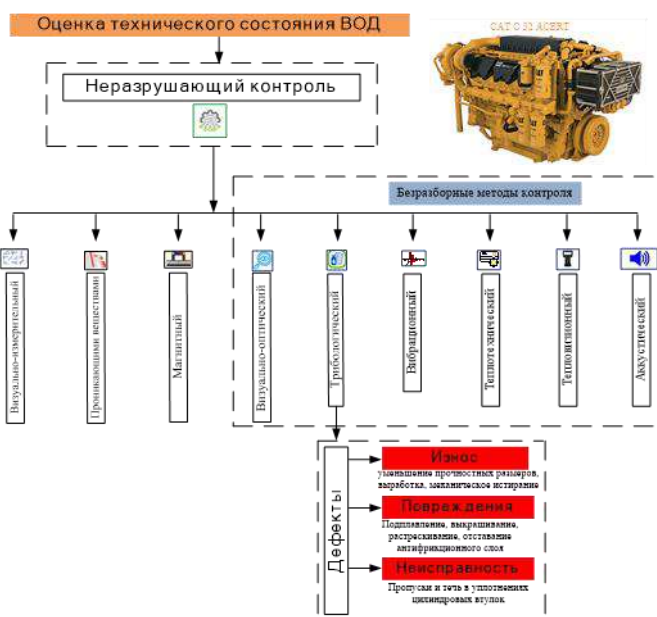 Оценка технического состояния ВОД
CAT C 32 ACERT
Неразрушающий контроль
Безразборные методы контроля
Визуально-измерительный
Проникающими веществами
Магнитный
Визуально-оптический
Трибологический
Вибрационный
Теплотехнический
Тепловизионный
Аккустический
Дефекты
Износ
уменьшение прочностных размеров,
выработка, механическое истирание
Повраждения
Подплавление, выкрашивание,
растрескивание, отставание
антифрикционного слоя
Неисправность
Пропуски и течь в уплотнениях
цилиндровых втулок